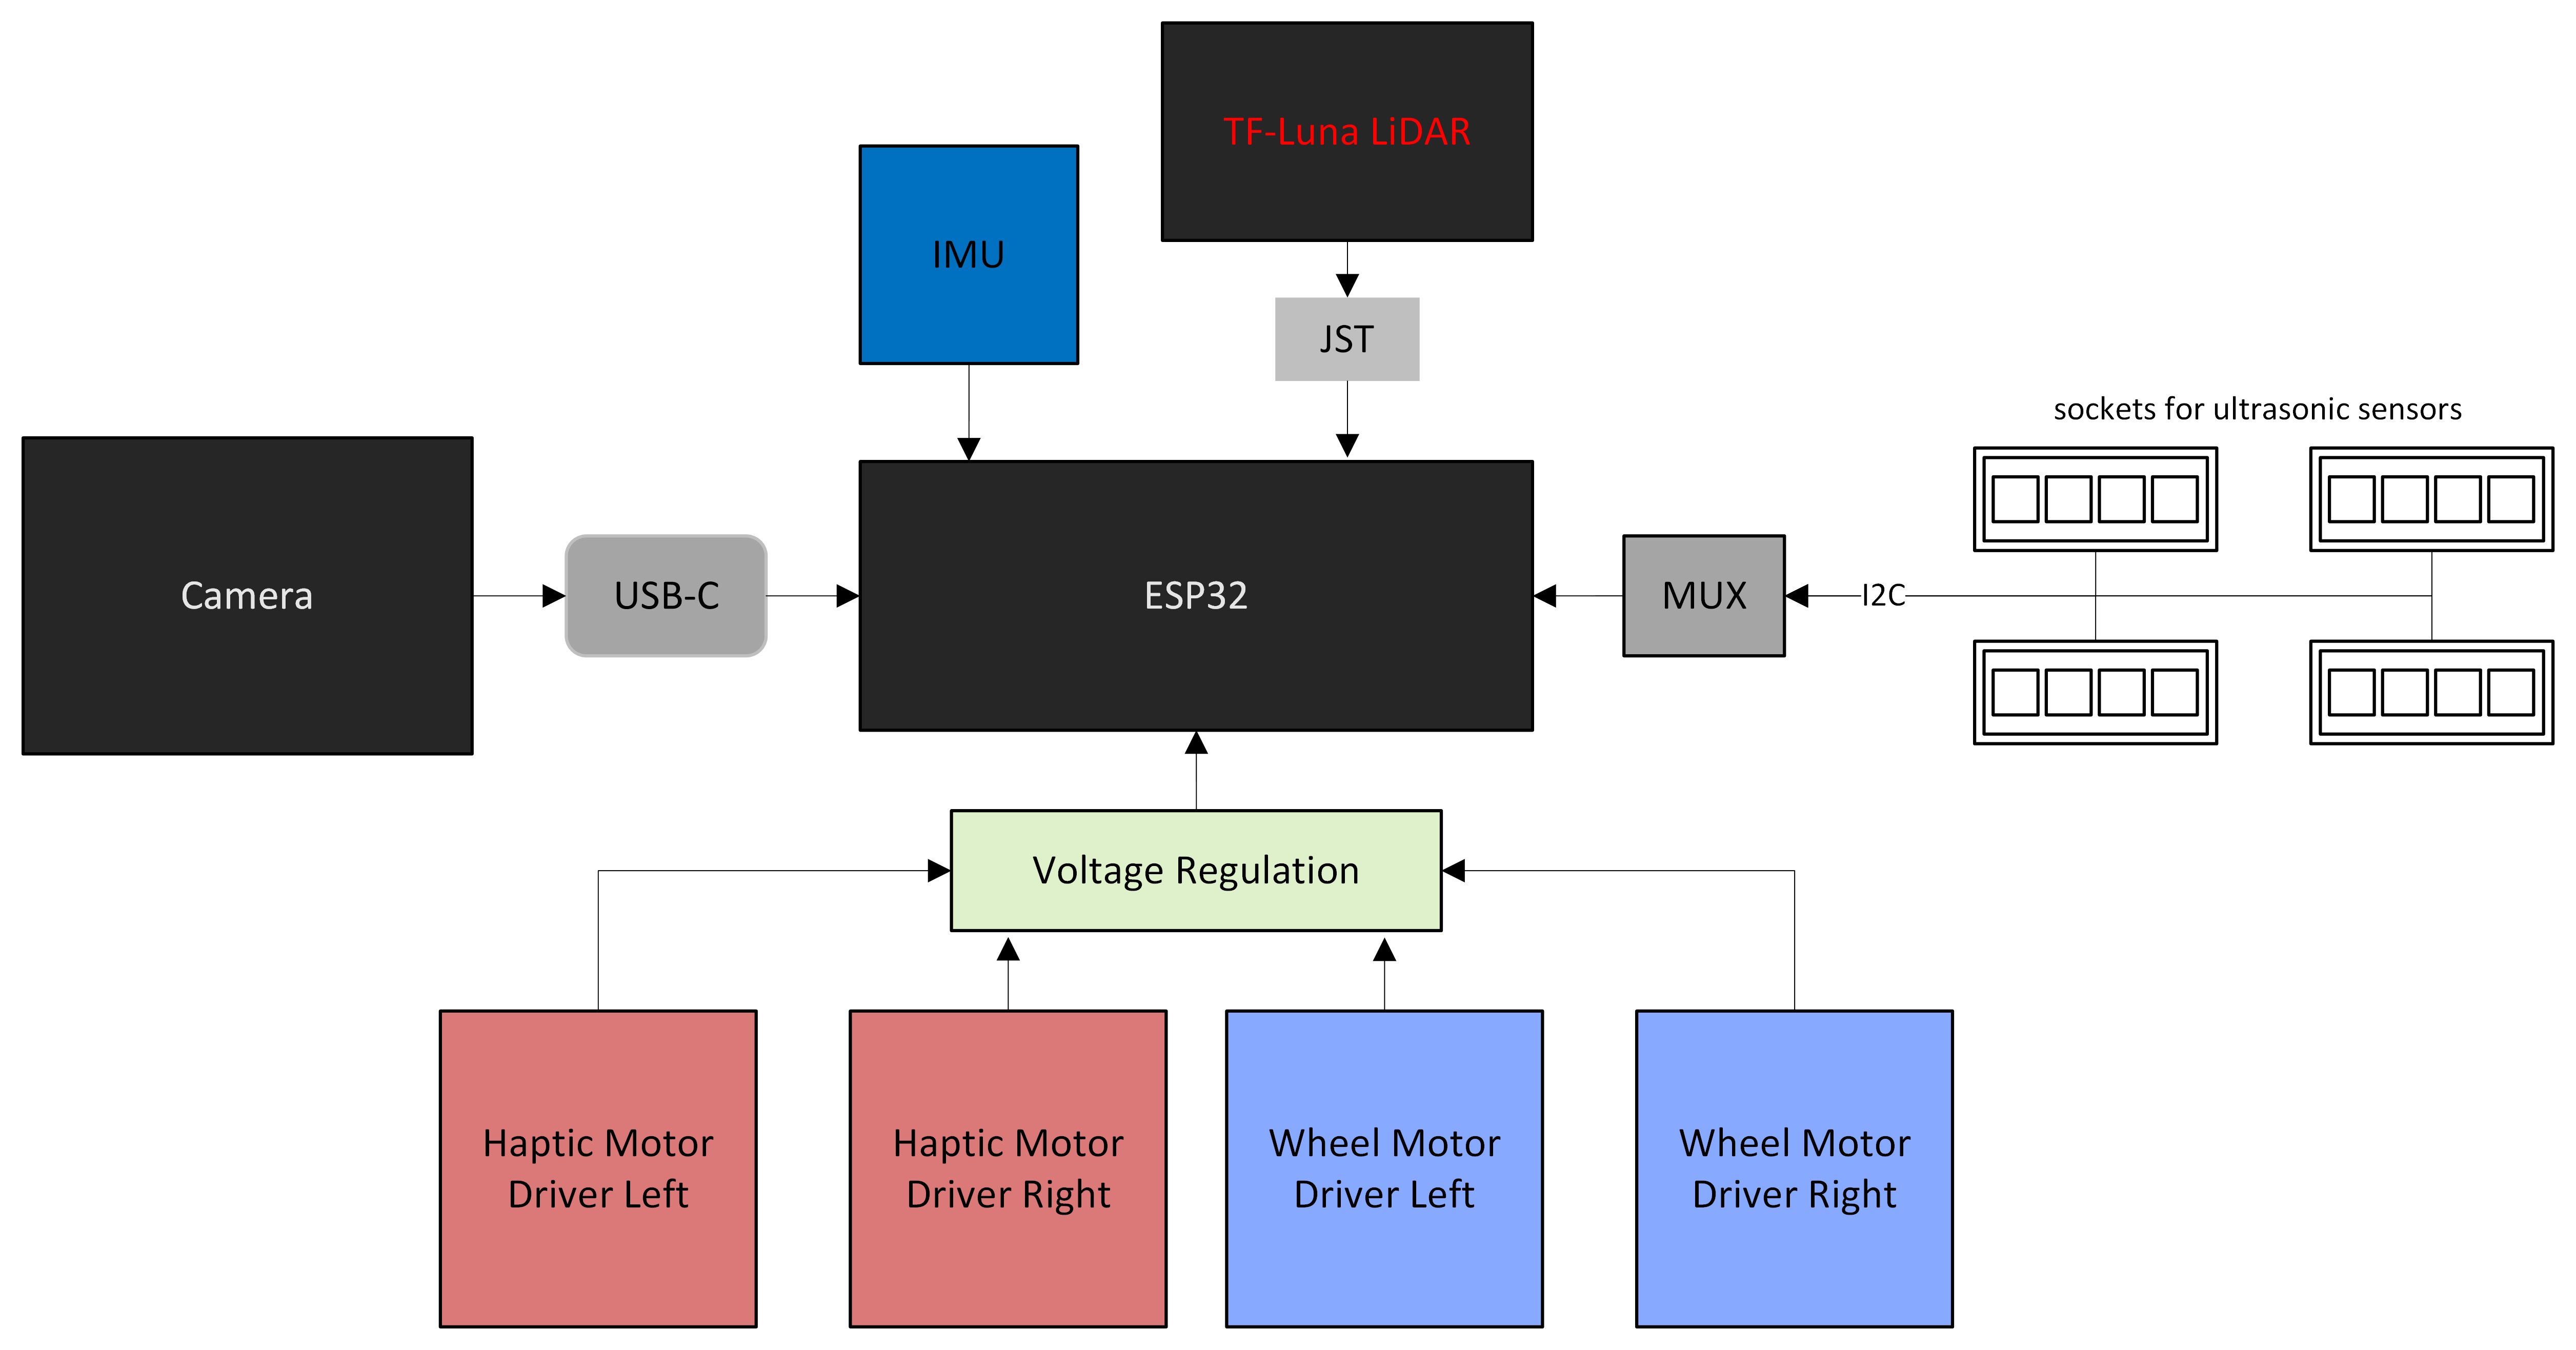 TF-Luna LiDAR
IMU
JST
sockets for ultrasonic sensors
Camera
USB-C
ESP32
MUX
I2C
Voltage Regulation
Haptic Motor
Driver Left
Haptic Motor
Driver Right
Wheel Motor
Driver Left
Wheel Motor
Driver Right